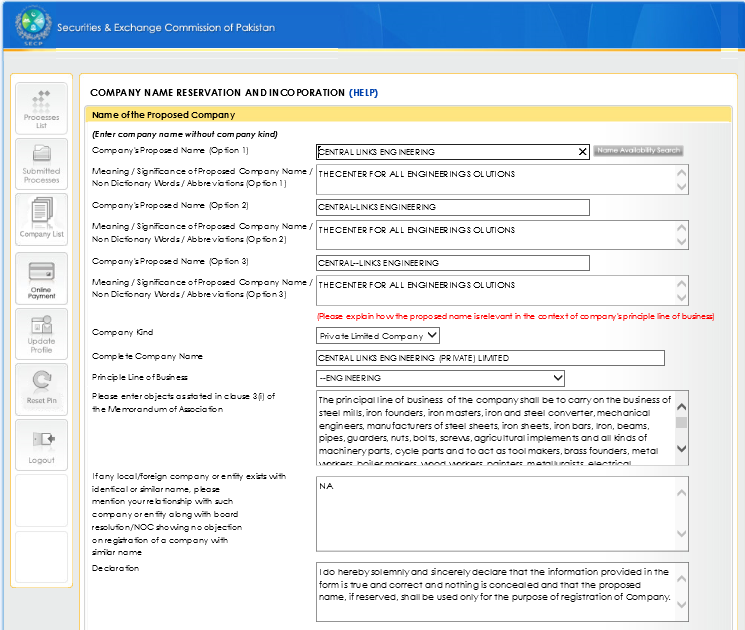 SECP
Securities & Exchange Commission of Pakistan
Processes
List
Submitted
Processes
Company List
Online
Payment
Update
Profile
Reset Pin
Logout
COMPANY NAME RESERVATION AND INCOPORATION (HELP)
Name of the Proposed Company
(Enter company name without company kind)
Company's Proposed Name (Option 1)
CENTRAL LINKS ENGINEERING
Name Availability Search
Meaning / Significance of Proposed Company Name /
Non Dictionary Words / Abbreviations (Option 1)
THECENTER FOR ALL ENGINEERINGS OLUTIONS
Company's Proposed Name (Option 2)
CENTRAL-LINKS ENGINEERING
Meaning / Significance of Proposed Company Name /
Non Dictionary Words / Abbreviations (Option 2)
THECENTER FOR ALL ENGINEERINGS OLUTIONS
Company's Proposed Name (Option 3)
CENTRAL--LINKS ENGINEERING
Meaning / Significance of Proposed Company Name /
Non Dictionary Words / Abbreviations (Option 3)
THECENTER FOR ALL ENGINEERINGS OLUTIONS
(Please explain how the proposed name is relevant in the context of company's principle line of business)
Company Kind
Private Limited Company
Complete Company Name
CENTRAL LINKS ENGINEERING (PRIVATE) LIMITED
Principle Line of Business
--ENGINEERING
Please enter objects as stated in clause 3(i) of
the Memorandum of Association
The principal line of business of the company shall be to carry on the business of
steel mills, iron founders, iron masters, iron and steel converter, mechanical
engineers, manufacturers of steel sheets, iron sheets, iron bars, Iron, beams,
pipes, guarders, nuts, bolts, screws, agricultural implements and all kinds of
machinery parts, cycle parts and to act as tool makers, brass founders, metal
workers, boiler makers, wood workers, painters, metallurgists, electrical
If any local/foreign company or entity exists with
identical or similar name, please
mention your relationship with such
company or entity along with board
resolution/NOC showing no objection
on registration of a company with
similar name
NA
Declaration
I do hereby solemnly and sincerely declare that the information provided in the
form is true and correct and nothing is concealed and that the proposed
name, if reserved, shall be used only for the purpose of registration of Company.